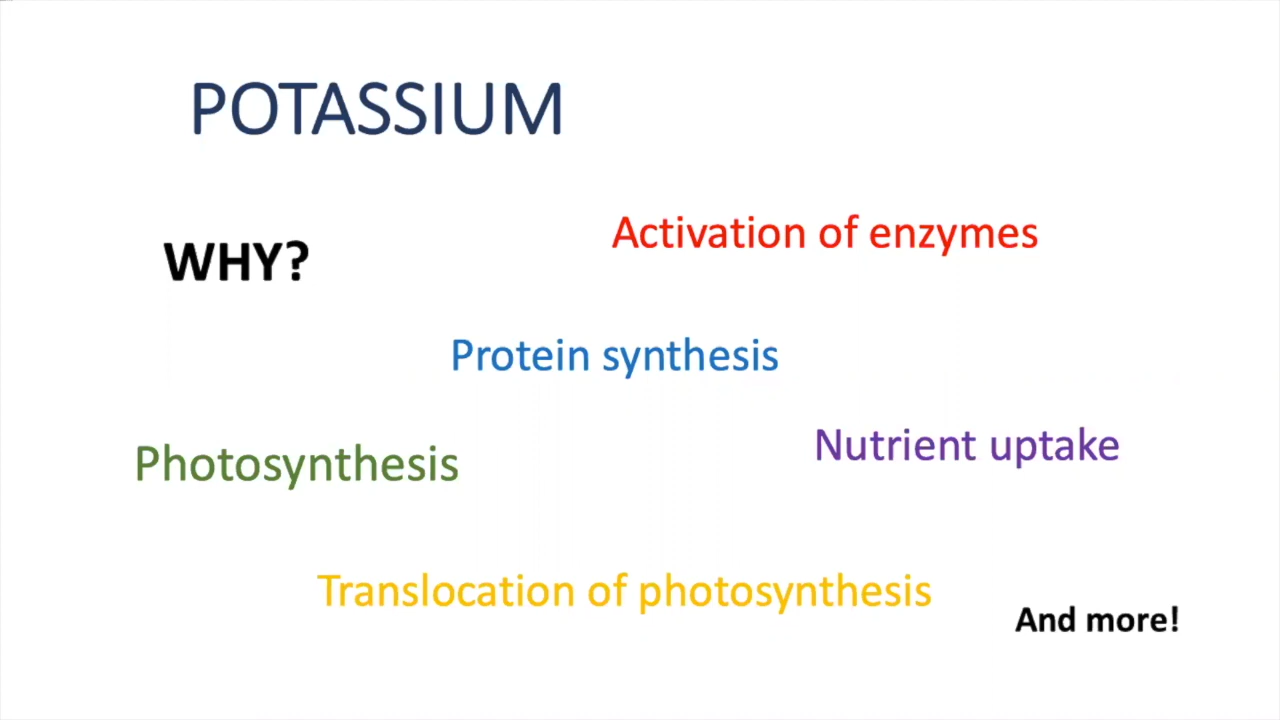 POTASSIUM
Activation of enzymes
WHY?
Protein synthesis
Nutrient uptake
Photosynthesis
Translocation of photosynthesis
And more!